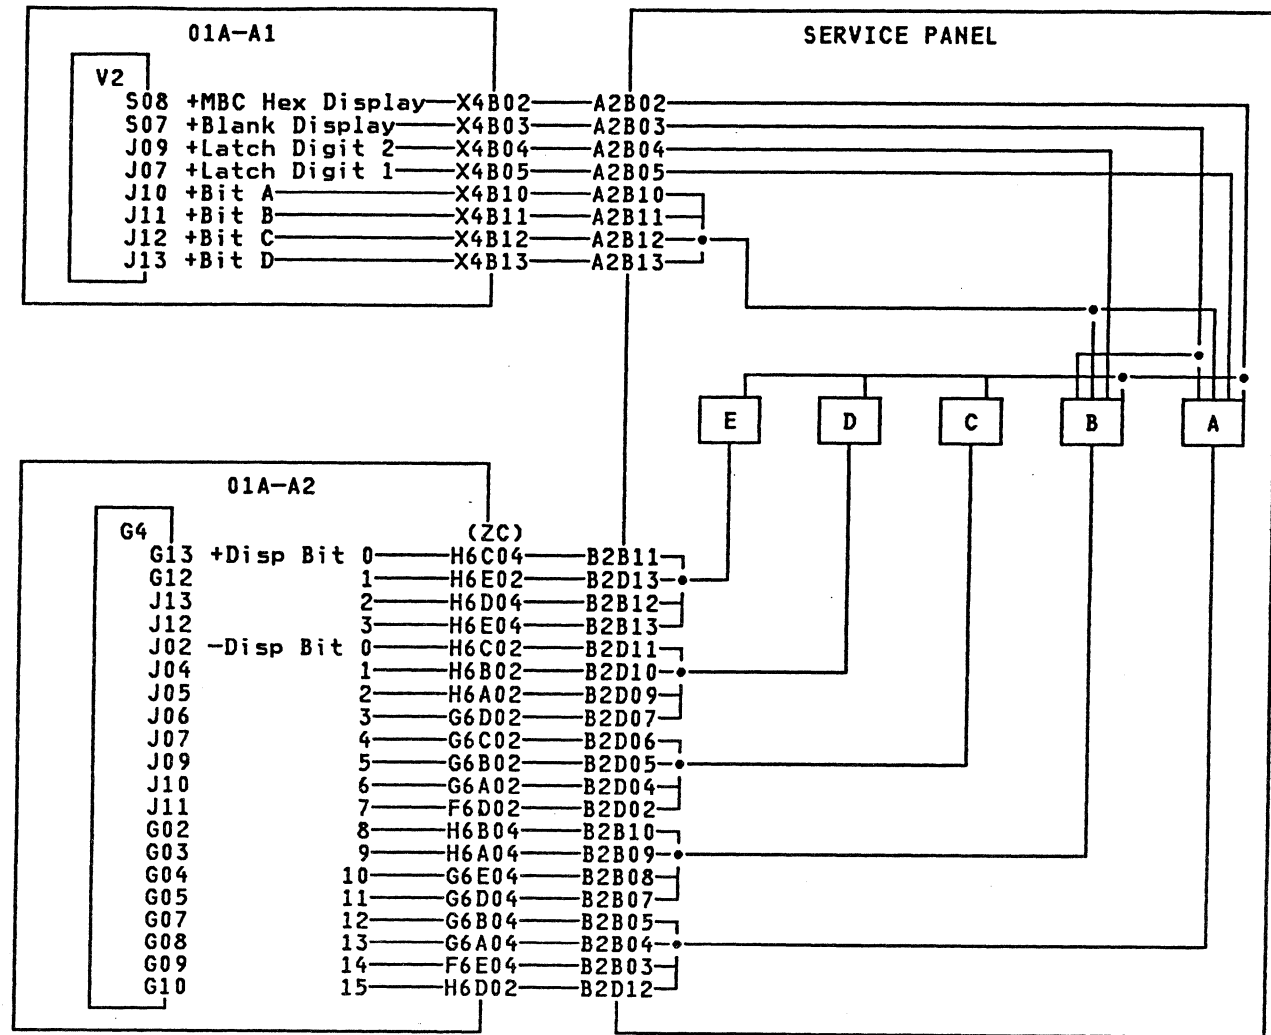 01A-A1
SERVICE PANEL
V2
S08 +MBC Hex Display X4B02 A2B02
S07 +Blank Display X4B03 A2B03
J09 +Latch Digit 2 X4B04 A2B04
J07 +Latch Digit 1 X4B05 A2B05
J10 +Bit A X4B10 A2B10
J11 +Bit B X4B11 A2B11
J12 +Bit C X4B12 A2B12
J13 +Bit D X4B13 A2B13
E D C B A
01A-A2
G4
(ZC)
G13 +Disp Bit 0 H6C04 B2B11
G12 1 H6E02 B2D13
J13 2 H6D04 B2B12
J12 3 H6E04 B2B13
J02 -Disp Bit 0 H6C02 B2D11
J04 1 H6B02 B2D10
J05 2 H6A02 B2D09
J06 3 G6D02 B2D07
J07 4 G6C02 B2D06
J09 5 G6B02 B2D05
J10 6 G6A02 B2D04
J11 7 F6D02 B2D02
G02 8 H6B04 B2B10
G03 9 H6A04 B2B09
G04 10 G6E04 B2B08
G05 11 G6D04 B2B07
G07 12 G6B04 B2B05
G08 13 G6A04 B2B04
G09 14 F6E04 B2B03
G10 15 H6D02 B2D12